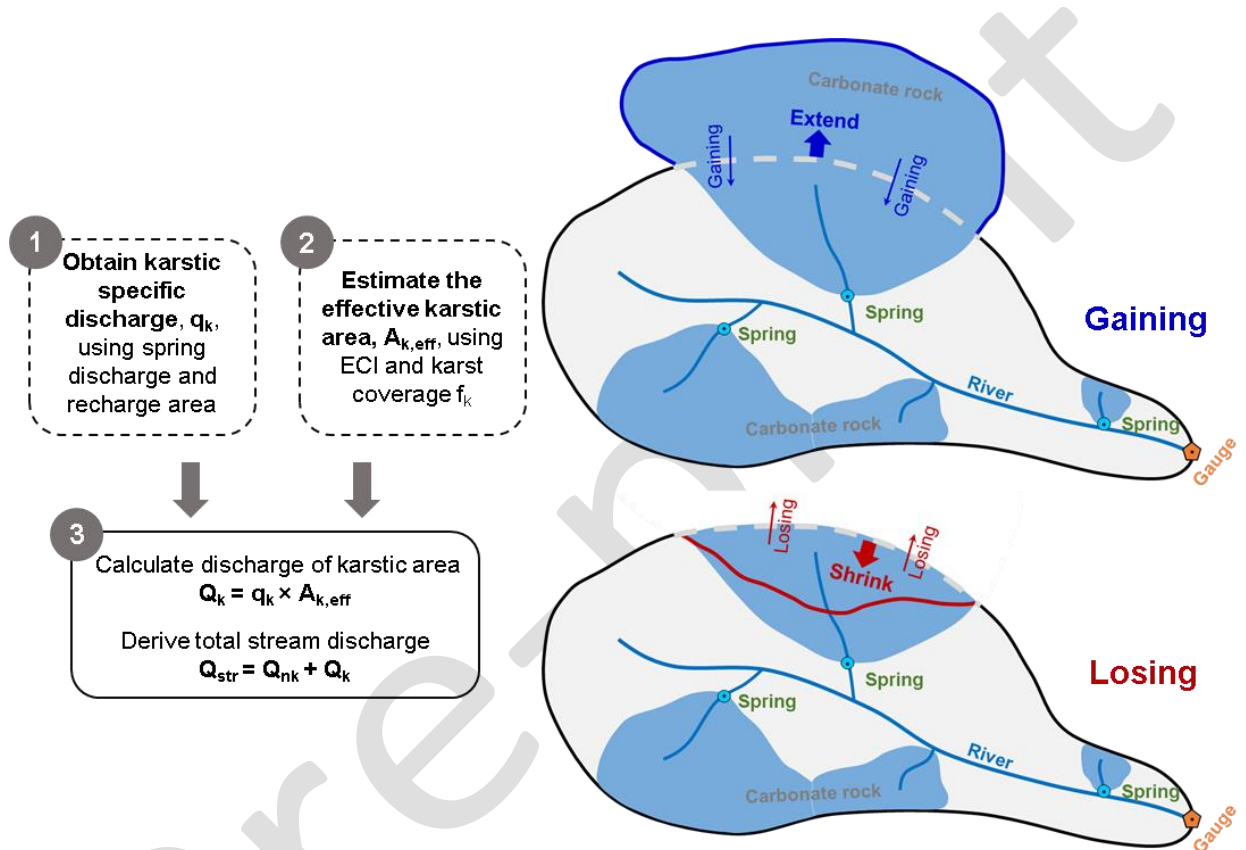 1
Obtain karstic
specific
discharge, qₖ,
using spring
discharge and
recharge area
2
Estimate the
effective karstic
area, Aₖ,eff, using
ECI and karst
coverage fₖ
3
Calculate discharge of karstic area
Qₖ = qₖ × Aₖ,eff
Derive total stream discharge
Qstr = Qnk + Qk
Carbonate rock
Extend
Gaining
Gaining
Spring
Spring
River
Carbonate rock
Spring
Gauge
Gaining
Losing
Losing
Shrink
Spring
Spring
River
Carbonate rock
Spring
Gauge
Losing